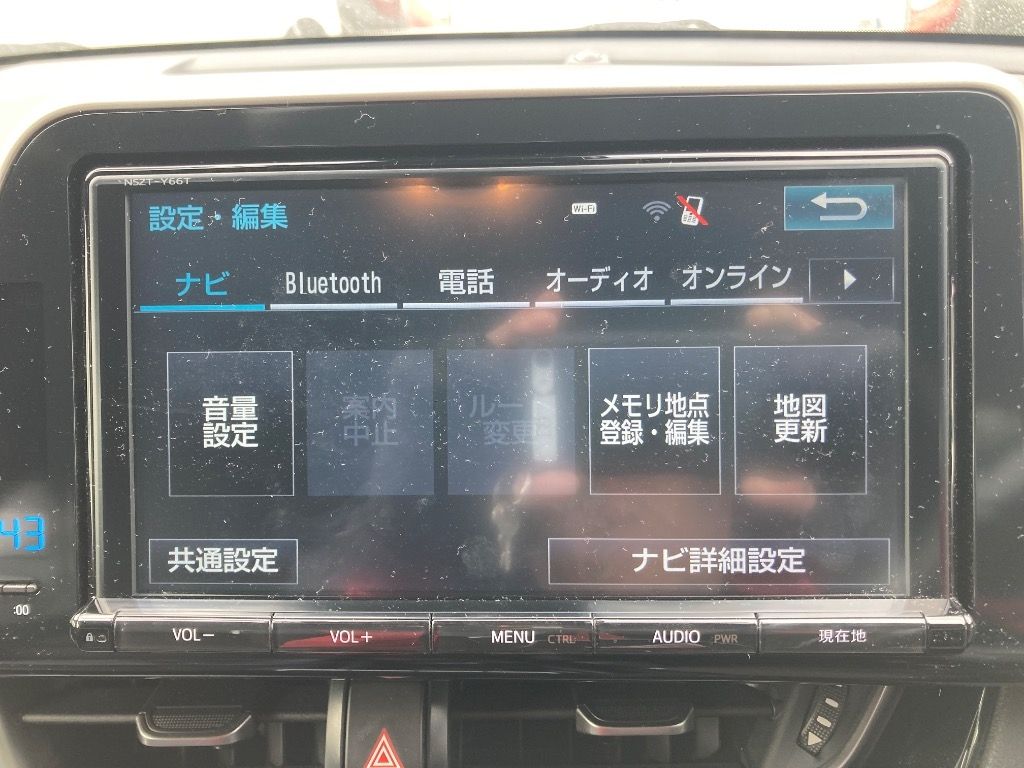 NSZT-Y66T
設定・編集
Wi-Fi
ナビ
Bluetooth
電話
オーディオ
オンライン
音量
設定
案内
中止
ルート
変更
メモリ地点
登録・編集
地図
更新
共通設定
ナビ詳細設定
43
:00
VOL−
VOL+
MENU
CTRL
AUDIO
PWR
現在地